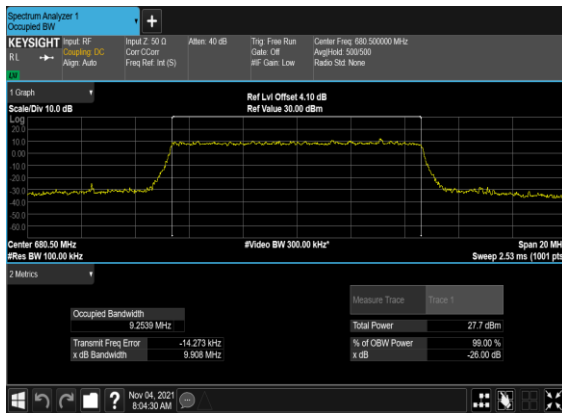 Spectrum Analyzer 1
Occupied BW
KEYSIGHT Input: RF Input Z: 50 Ω Atten: 40 dB Trig: Free Run Center Freq: 680.500000 MHz
Coupling: DC Corr CCorr Gate: Off Avg|Hold: 500/500
RL Align: Auto Freq Ref: Int (S) #IF Gain: Low Radio Std: None
1 Graph
Ref Lvl Offset 4.10 dB
Scale/Div 10.0 dB Ref Value 30.00 dBm
Log
20.0
10.0
0.00
-10.0
-20.0
-30.0
-40.0
-50.0
-60.0
Center 680.50 MHz #Video BW 300.00 kHz* Span 20 MH
#Res BW 100.00 kHz Sweep 2.53 ms (1001 pts
2 Metrics
Measure Trace Trace 1
Occupied Bandwidth
9.2539 MHz Total Power 27.7 dBm
Transmit Freq Error -14.273 kHz % of OBW Power 99.00 %
x dB Bandwidth 9.908 MHz x dB -26.00 dB
Nov 04, 2021
8:04:30 AM